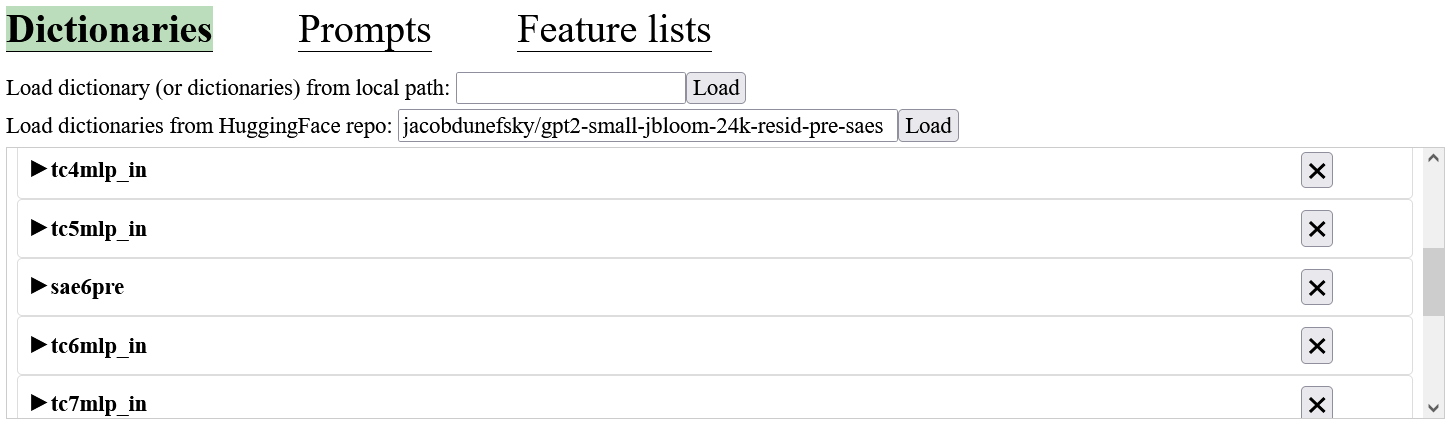 Dictionaries Prompts Feature lists
Load dictionary (or dictionaries) from local path: Load
Load dictionaries from HuggingFace repo: jacobdunefsky/gpt2-small-jbloom-24k-resid-pre-saes Load
▶tc4mlp_in ×
▶tc5mlp_in ×
▶sae6pre ×
▶tc6mlp_in ×
▶tc7mlp_in ×